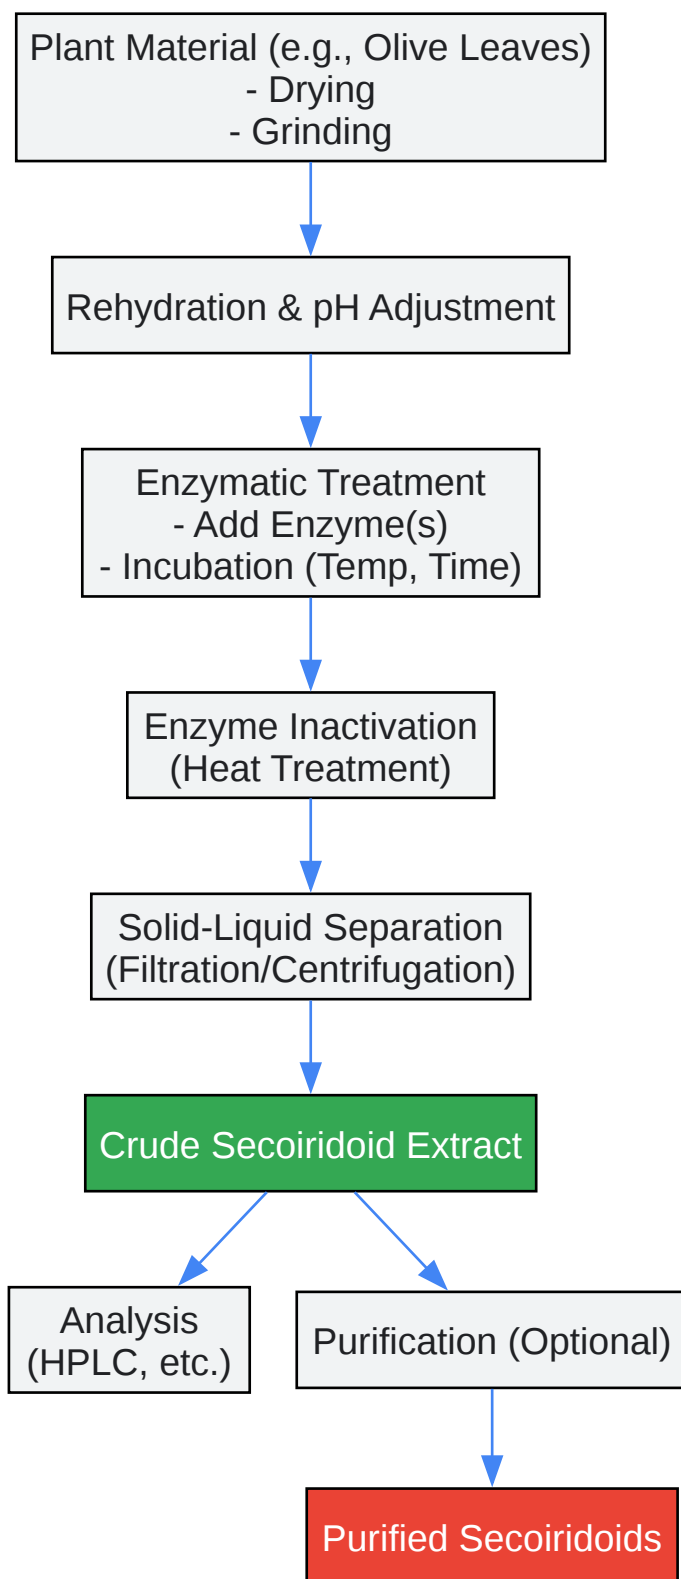 Plant Material (e.g., Olive Leaves)
- Drying
- Grinding
Rehydration & pH Adjustment
Enzymatic Treatment
- Add Enzyme(s)
- Incubation (Temp, Time)
Enzyme Inactivation
(Heat Treatment)
Solid-Liquid Separation
(Filtration/Centrifugation)
Crude Secoiridoid Extract
Analysis
(HPLC, etc.)
Purification (Optional)
Purified Secoiridoids